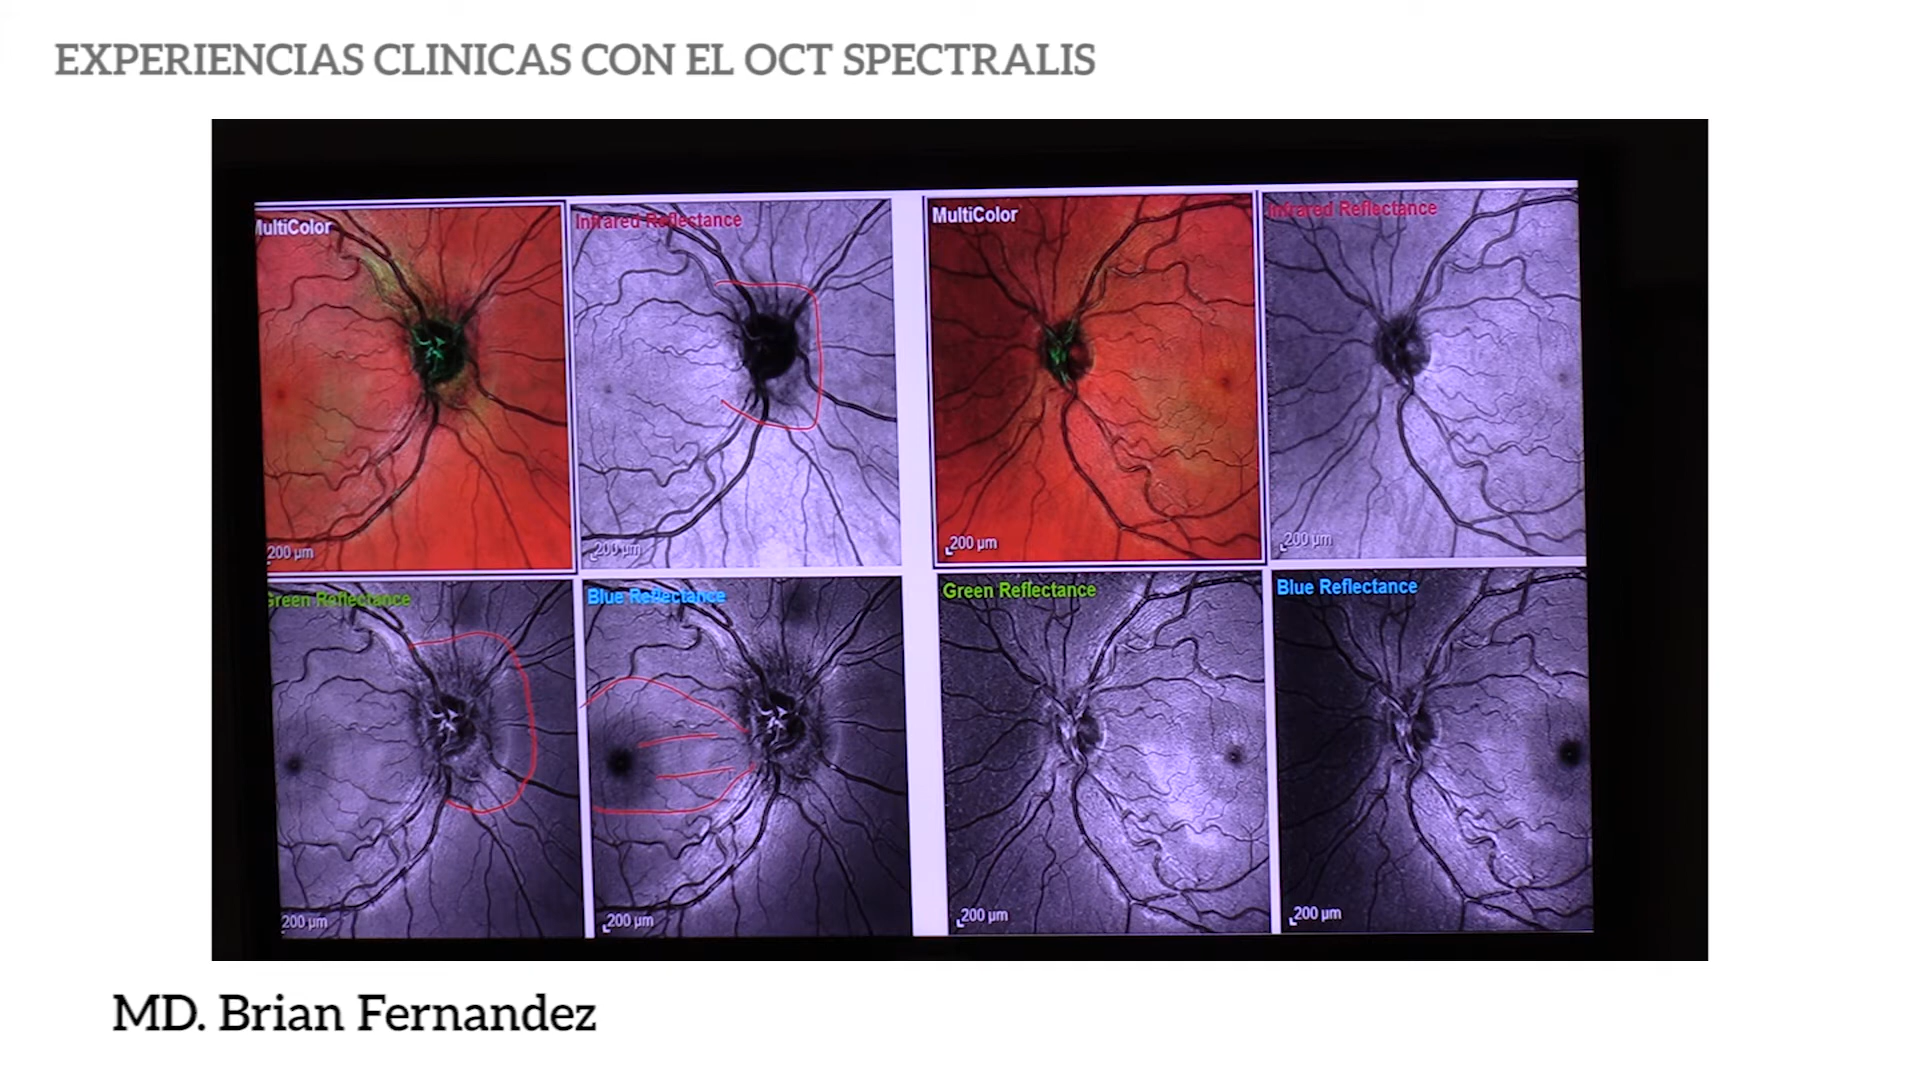 EXPERIENCIAS CLINICAS CON EL OCT SPECTRALIS
MultiColor
Infrared Reflectance
MultiColor
Infrared Reflectance
200 µm
200 µm
200 µm
200 µm
Green Reflectance
Blue Reflectance
Green Reflectance
Blue Reflectance
200 µm
200 µm
200 µm
200 µm
MD. Brian Fernandez